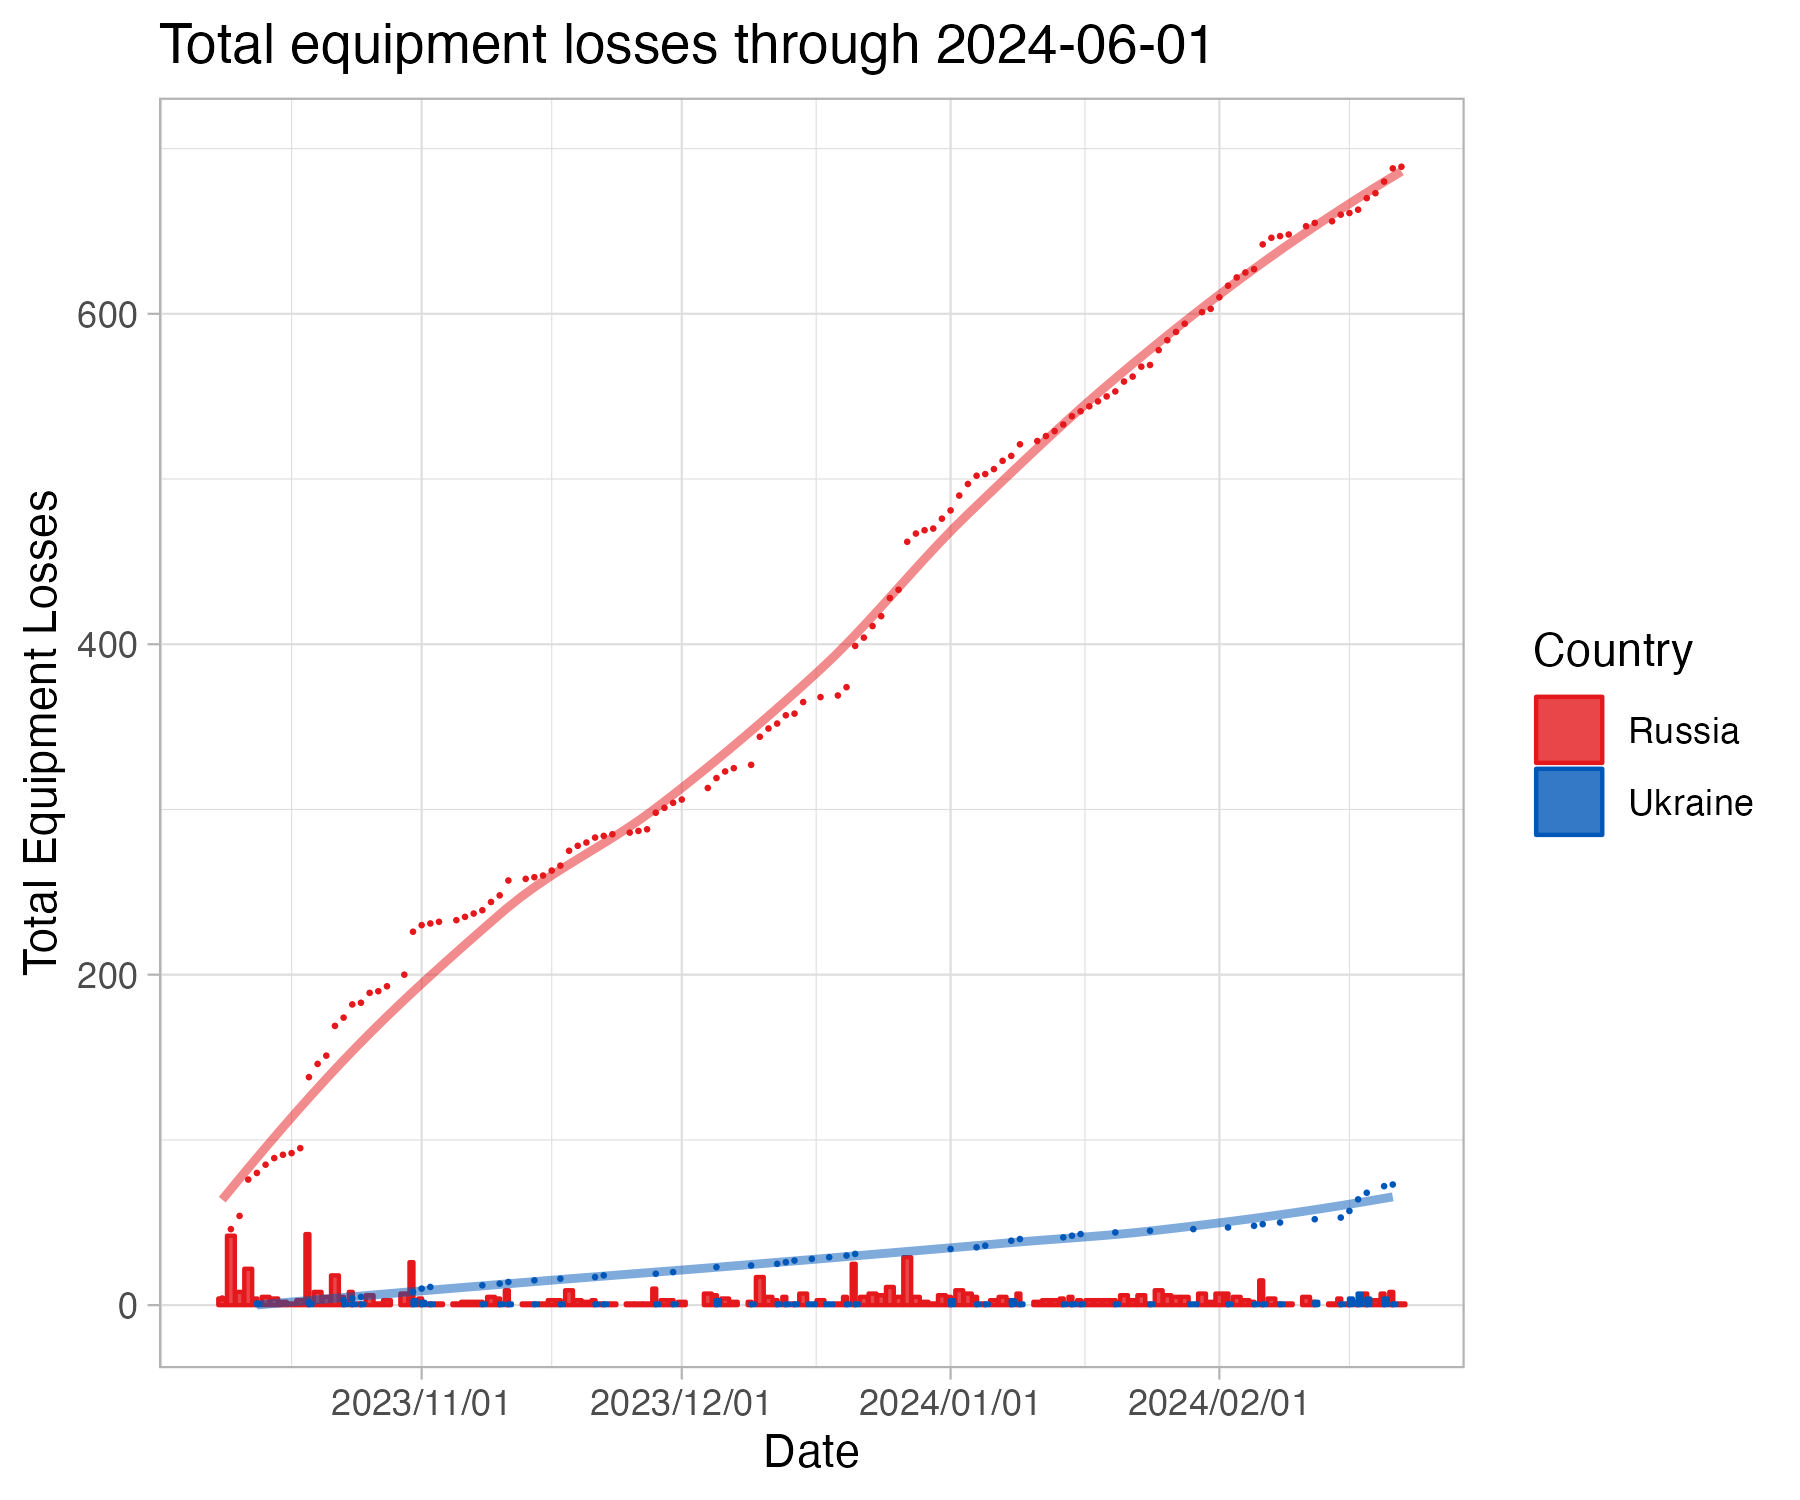 Total equipment losses through 2024-06-01
Total Equipment Losses
600
400
200
0
2023/11/01
2023/12/01
2024/01/01
2024/02/01
Date
Country
Russia
Ukraine